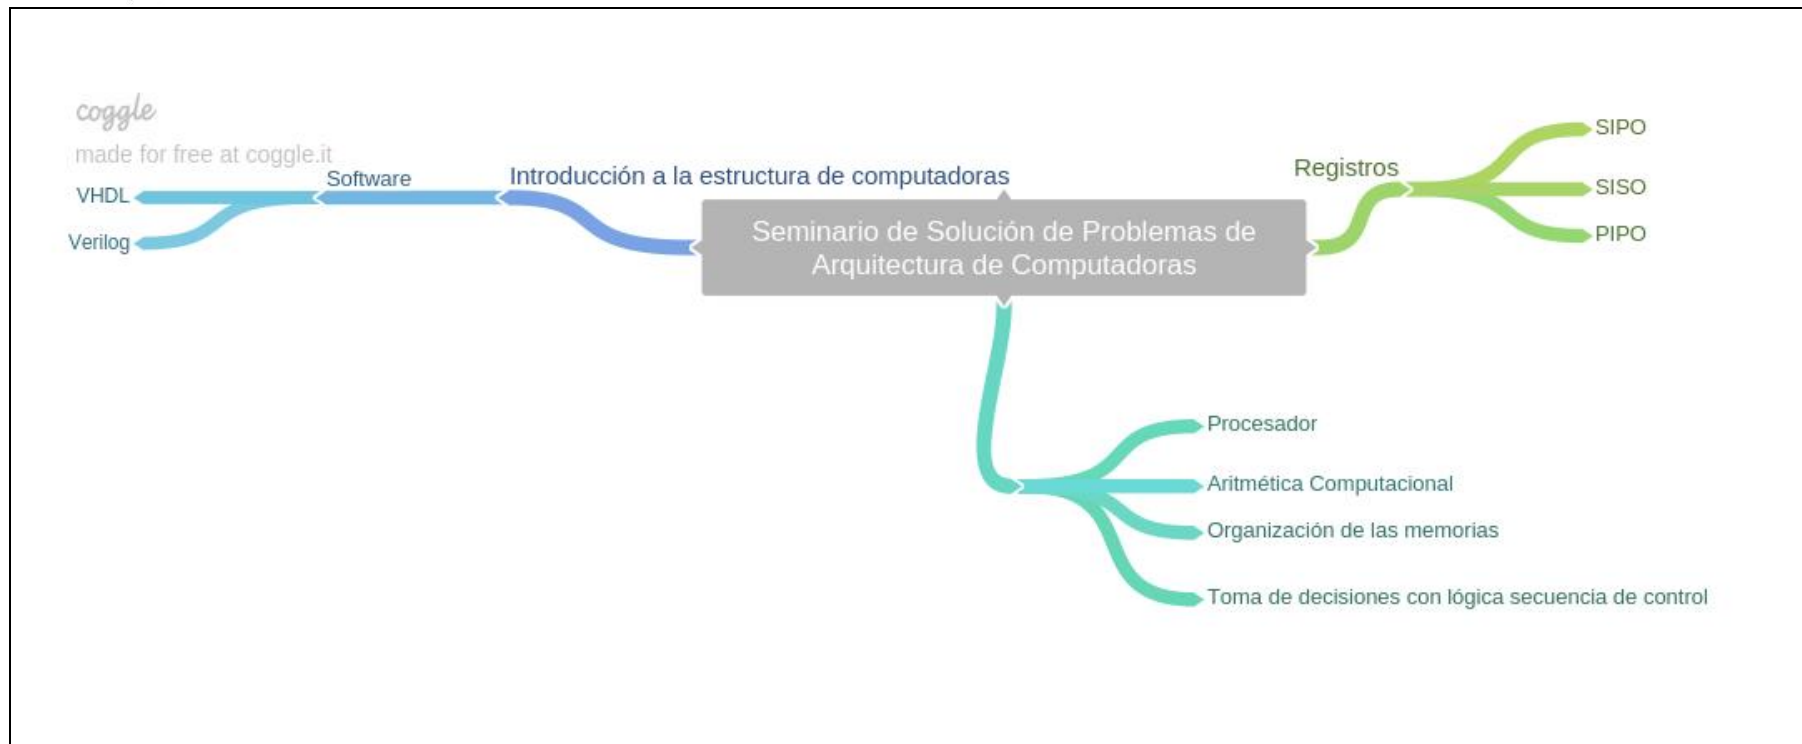 coggle
made for free at coggle.it
VHDL
Verilog
Software
Introducción a la estructura de computadoras
Seminario de Solución de Problemas de
Arquitectura de Computadoras
Registros
SIPO
SISO
PIPO
Procesador
Aritmética Computacional
Organización de las memorias
Toma de decisiones con lógica secuencia de control